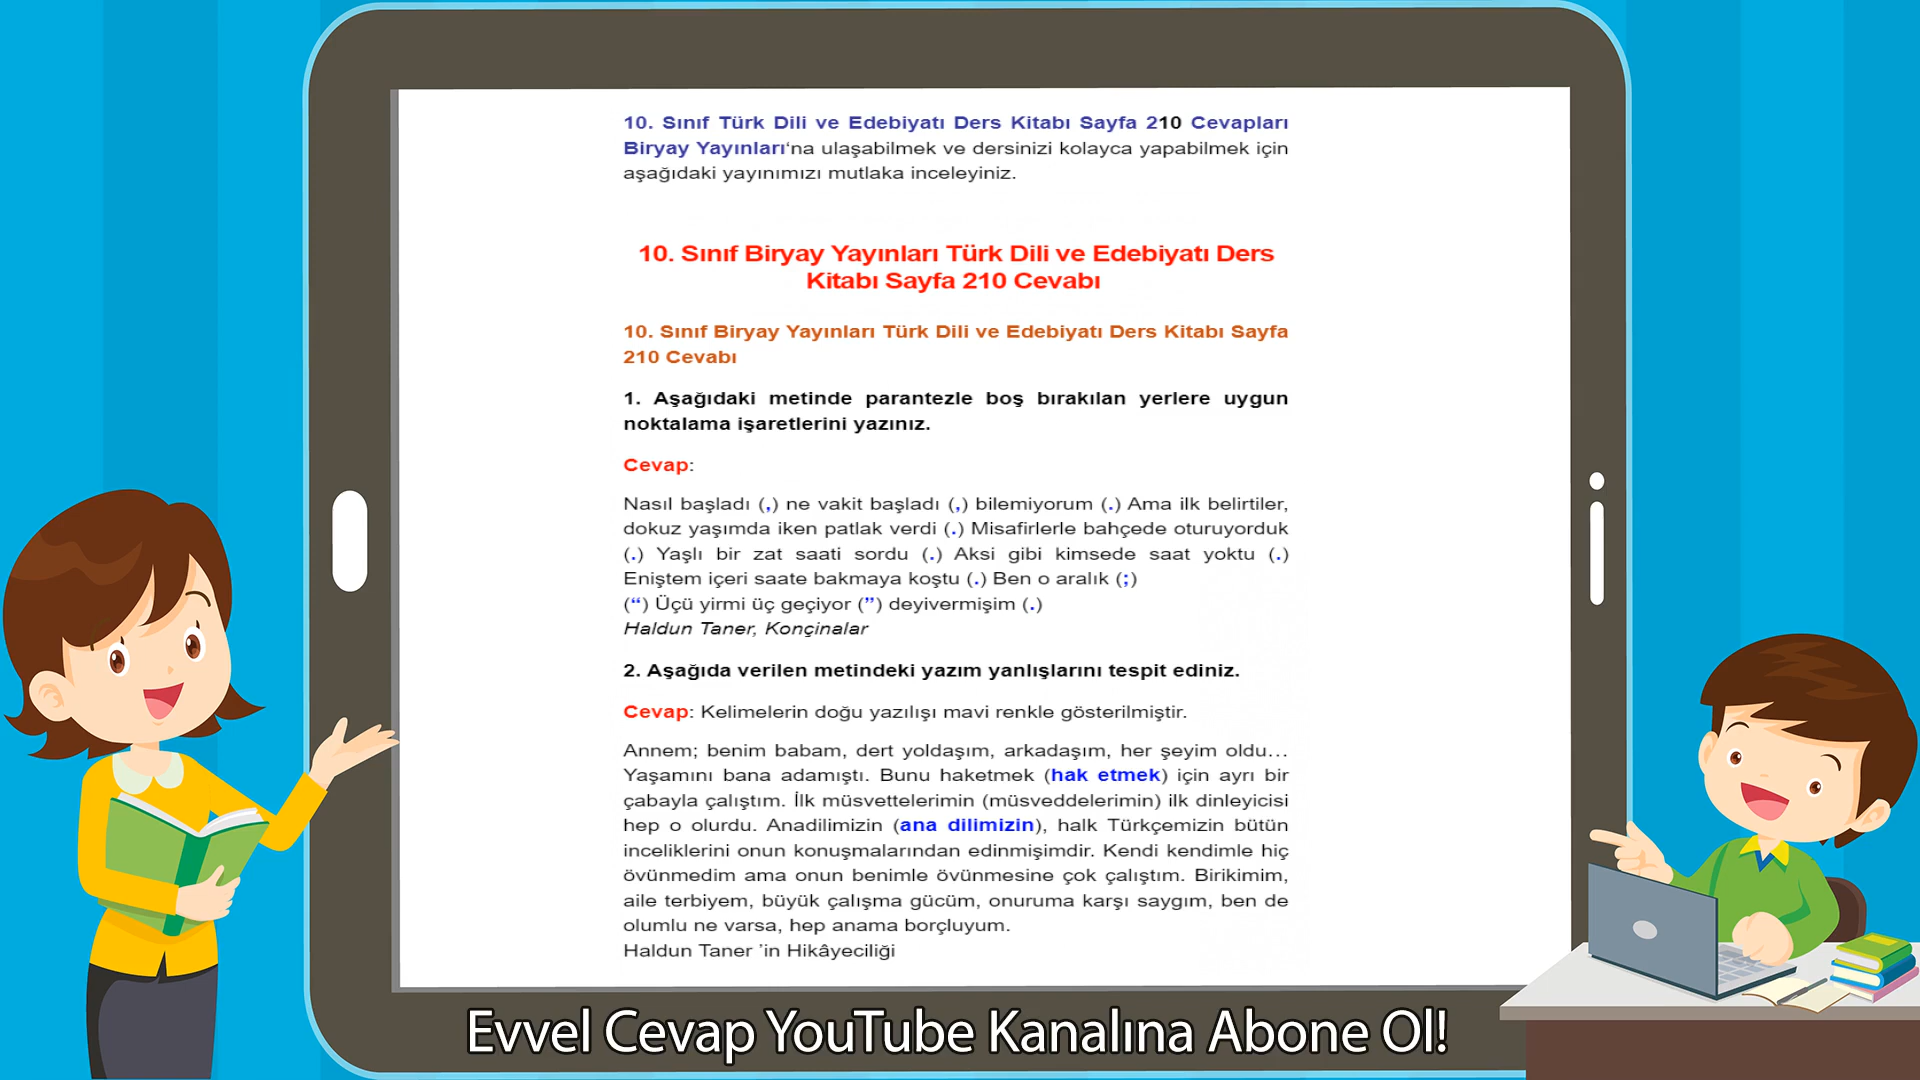 10. Sınıf Türk Dili ve Edebiyatı Ders Kitabı Sayfa 210 Cevapları
Biryay Yayınları‘na ulaşabilmek ve dersinizi kolayca yapabilmek için
aşağıdaki yayınımızı mutlaka inceleyiniz.
10. Sınıf Biryay Yayınları Türk Dili ve Edebiyatı Ders
Kitabı Sayfa 210 Cevabı
10. Sınıf Biryay Yayınları Türk Dili ve Edebiyatı Ders Kitabı Sayfa
210 Cevabı
1. Aşağıdaki metinde parantezle boş bırakılan yerlere uygun
noktalama işaretlerini yazınız.
Cevap:
Nasıl başladı (,) ne vakit başladı (,) bilemiyorum (.) Ama ilk belirtiler,
dokuz yaşımda iken patlak verdi (.) Misafirlerle bahçede oturuyorduk
(.) Yaşlı bir zat saati sordu (.) Aksi gibi kimsede saat yoktu (.)
Eniştem içeri saate bakmaya koştu (.) Ben o aralık (;)
(“) Üçü yirmi üç geçiyor (”) deyivermişim (.)
Haldun Taner, Konçinalar
2. Aşağıda verilen metindeki yazım yanlışlarını tespit ediniz.
Cevap: Kelimelerin doğu yazılışı mavi renkle gösterilmiştir.
Annem; benim babam, dert yoldaşım, arkadaşım, her şeyim oldu…
Yaşamını bana adamıştı. Bunu haketmek (hak etmek) için ayrı bir
çabayla çalıştım. İlk müsvettelerimin (müsveddelerimin) ilk dinleyicisi
hep o olurdu. Anadilimizin (ana dilimizin), halk Türkçemizin bütün
inceliklerini onun konuşmalarından edinmişimdir. Kendi kendimle hiç
övünmedim ama onun benimle övünmesine çok çalıştım. Birikimim,
aile terbiyem, büyük çalışma gücüm, onuruma karşı saygım, ben de
olumlu ne varsa, hep anama borçluyum.
Haldun Taner ’in Hikâyeciliği
Evvel Cevap YouTube Kanalına Abone Ol!